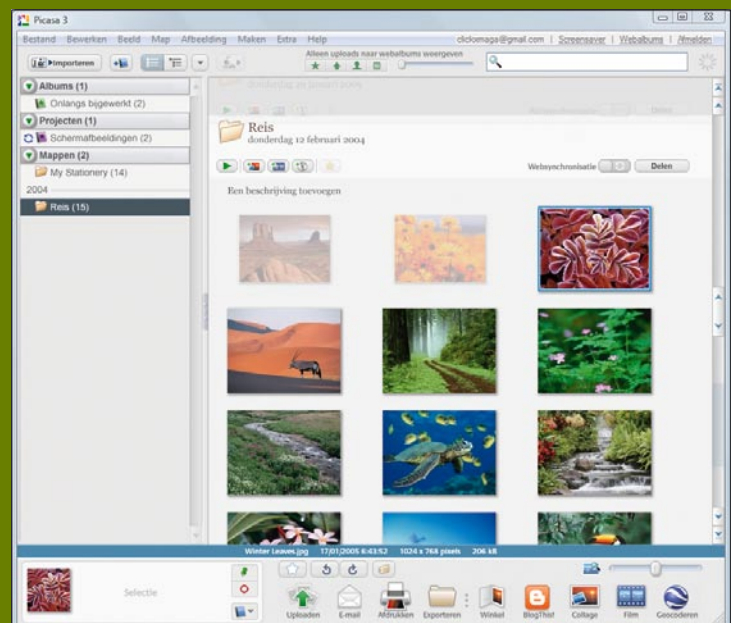 Picasa 3
Bestand Bewerken Beeld Map Afbeelding Maken Extra Help
clickxmaga@gmail.com | Screensaver | Webalbums | Afmelden
Importeren
Alleen uploads naar webalbums weergeven
Albums (1)
Onlangs bijgewerkt (2)
Projecten (1)
Schermafbeeldingen (2)
Mappen (2)
My Stationery (14)
2004
Reis (15)
Delen
Reis
donderdag 12 februari 2004
Websynchronisatie
Delen
Een beschrijving toevoegen
Winter Leaves.jpg 17/01/2005 6:43:52 1024 x 768 pixels 206 kB
Selectie
Uploaden E-mail Afdrukken Exporteren Winkel BlogThis! Collage Film Geocoderen